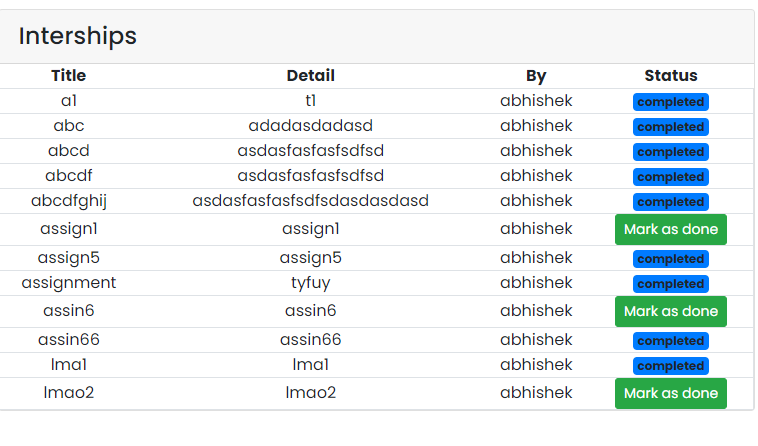 Interships
Title Detail By Status
a1 t1 abhishek completed
abc adadasdadasd abhishek completed
abcd asdasfasfasfsdfsd abhishek completed
abcdf asdasfasfasfsdfsd abhishek completed
abcdfghij asdasfasfasfsdfsdasdasdasd abhishek completed
assign1 assign1 abhishek Mark as done
assign5 assign5 abhishek completed
assignment tyfuy abhishek completed
assin6 assin6 abhishek Mark as done
assin66 assin66 abhishek completed
lma1 lma1 abhishek completed
lmao2 lmao2 abhishek Mark as done